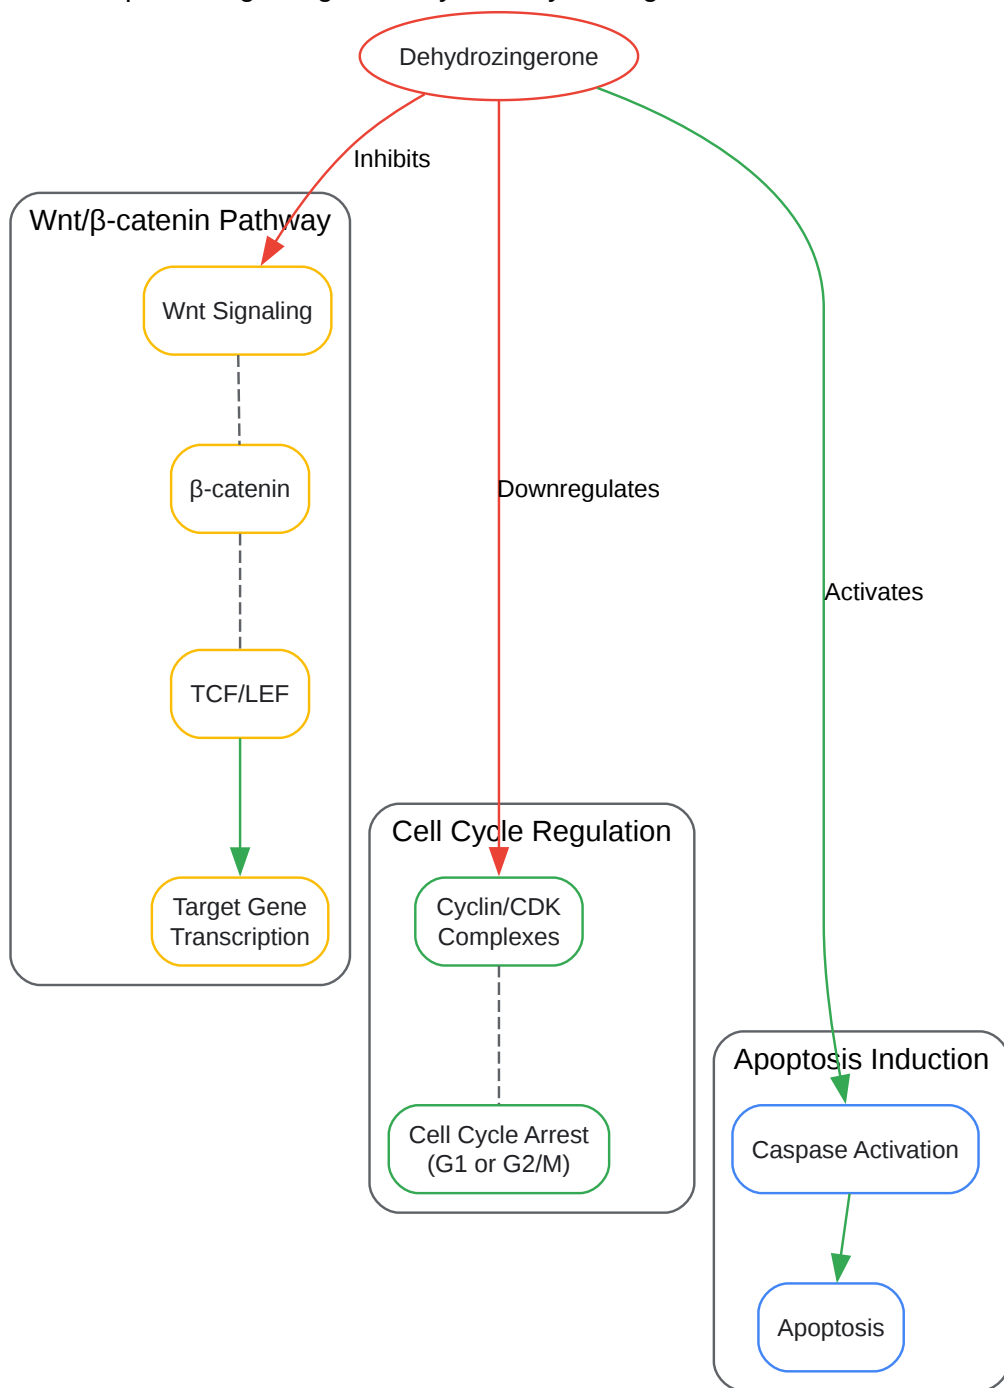 Dehydrozingerone
Inhibits
Wnt/β-catenin Pathway
Wnt Signaling
β-catenin
Downregulates
Activates
TCF/LEF
Cell Cycle Regulation
Target Gene
Transcription
Cyclin/CDK
Complexes
Apoptosis Induction
Cell Cycle Arrest
(G1 or G2/M)
Caspase Activation
Apoptosis